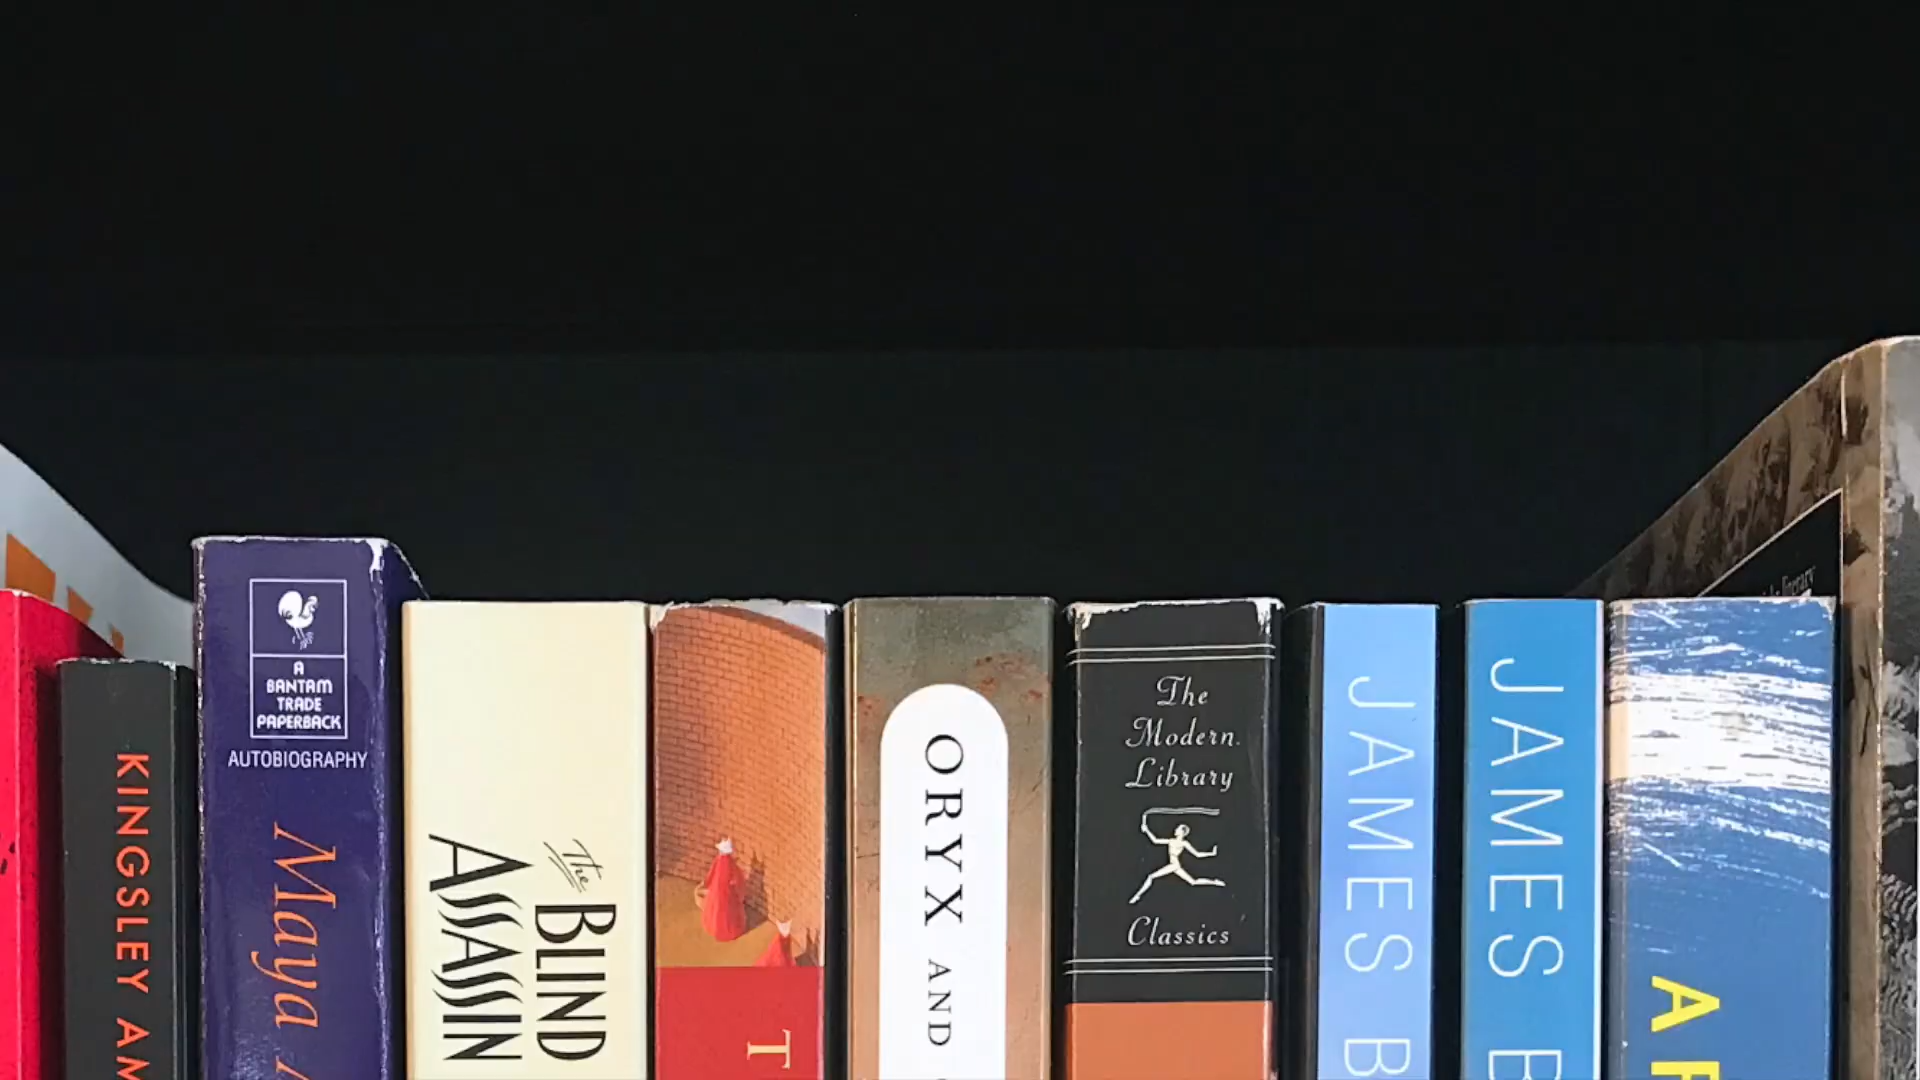 KINGSLEY AM
A
BANTAM
TRADE
PAPERBACK
AUTOBIOGRAPHY
Maya
The
BLIND
ASSASSIN
T
ORYX AND
The
Modern
Library
Classics
JAMES B
JAMES B
A